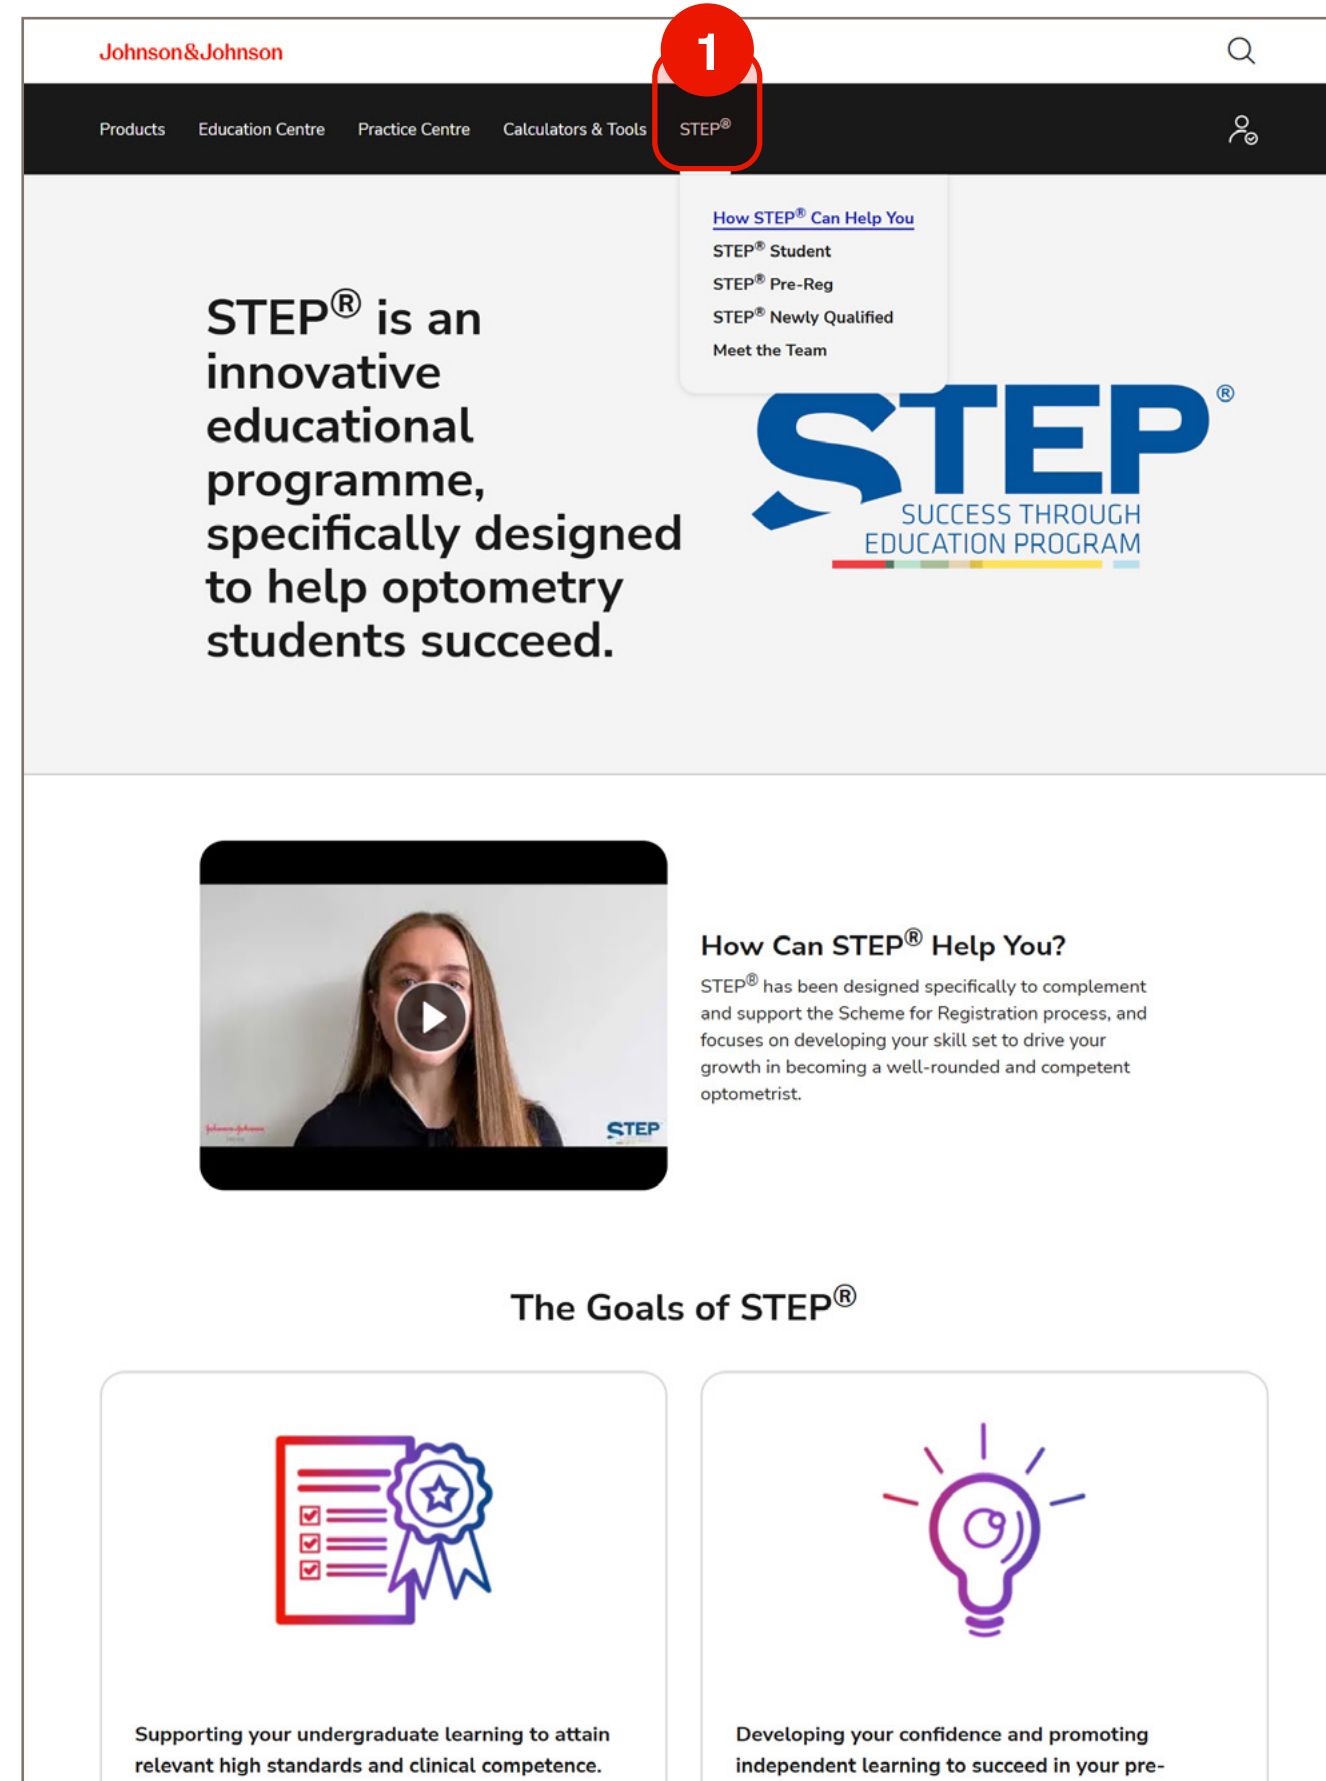 Johnson&Johnson
1
Products Education Centre Practice Centre Calculators & Tools STEP®
How STEP® Can Help You
STEP® Student
STEP® Pre-Reg
STEP® Newly Qualified
Meet the Team
STEP® is an
innovative
educational
programme,
specifically designed
to help optometry
students succeed.
STEP®
SUCCESS THROUGH
EDUCATION PROGRAM
Johnson&Johnson
STEP
How Can STEP® Help You?
STEP® has been designed specifically to complement
and support the Scheme for Registration process, and
focuses on developing your skill set to drive your
growth in becoming a well-rounded and competent
optometrist.
The Goals of STEP®
Supporting your undergraduate learning to attain
relevant high standards and clinical competence.
Developing your confidence and promoting
independent learning to succeed in your pre-